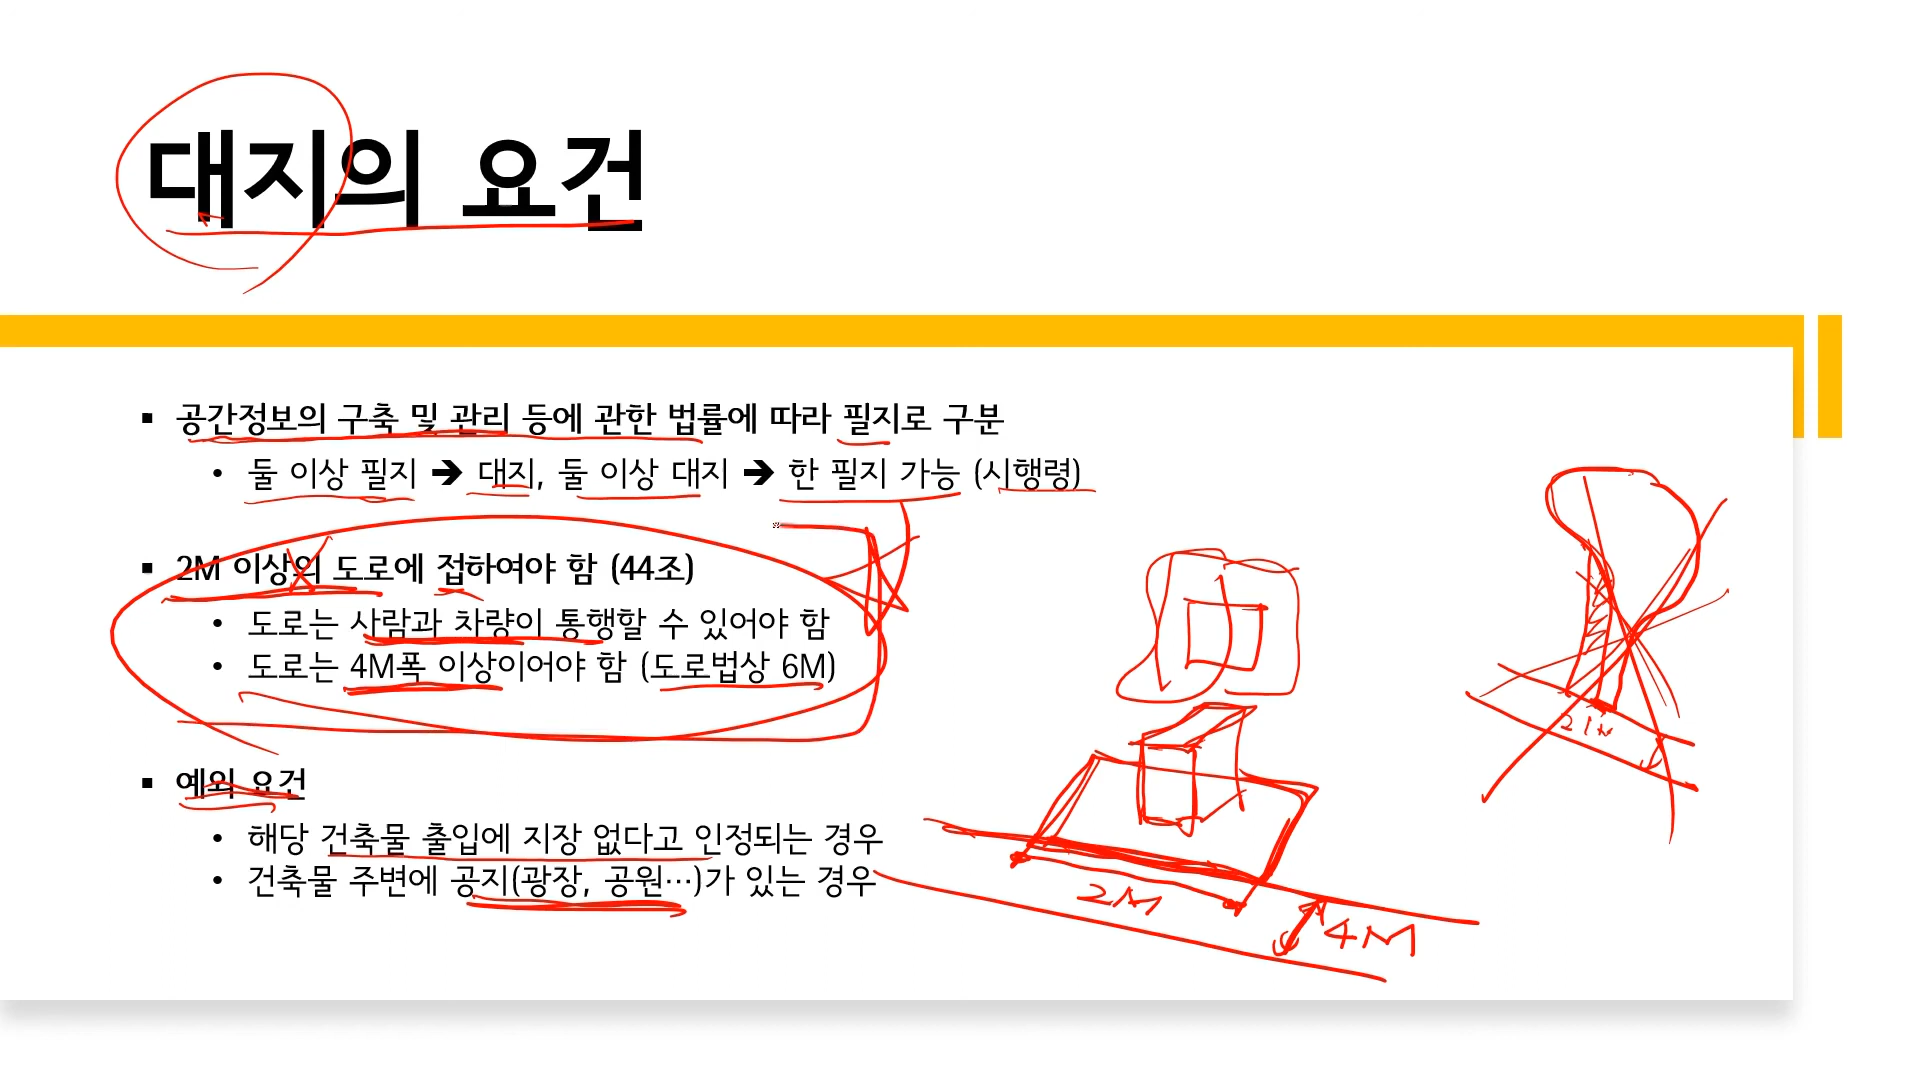 대지의 요건
▪ 공간정보의 구축 및 관리 등에 관한 법률에 따라 필지로 구분
• 둘 이상 필지 ➔ 대지, 둘 이상 대지 ➔ 한 필지 가능 (시행령)
▪ 2M 이상의 도로에 접하여야 함 (44조)
• 도로는 사람과 차량이 통행할 수 있어야 함
• 도로는 4M폭 이상이어야 함 (도로법상 6M)
▪ 예외 요건
• 해당 건축물 출입에 지장 없다고 인정되는 경우
• 건축물 주변에 공지(광장, 공원…)가 있는 경우
2M
4M